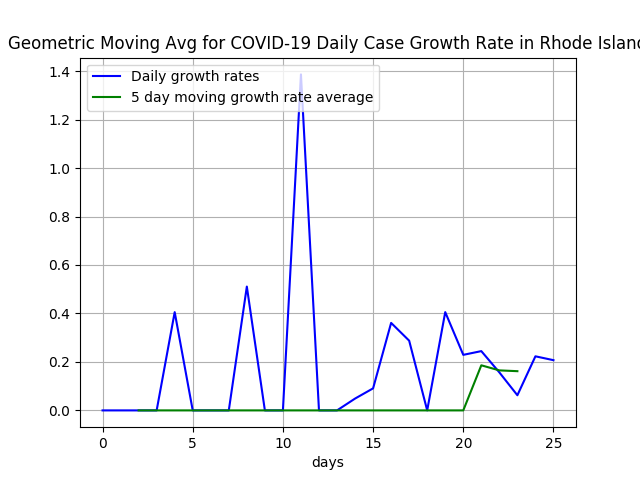 Geometric Moving Avg for COVID-19 Daily Case Growth Rate in Rhode Islan
Daily growth rates
5 day moving growth rate average
1.4
1.2
1.0
0.8
0.6
0.4
0.2
0.0
0 5 10 15 20 25
days